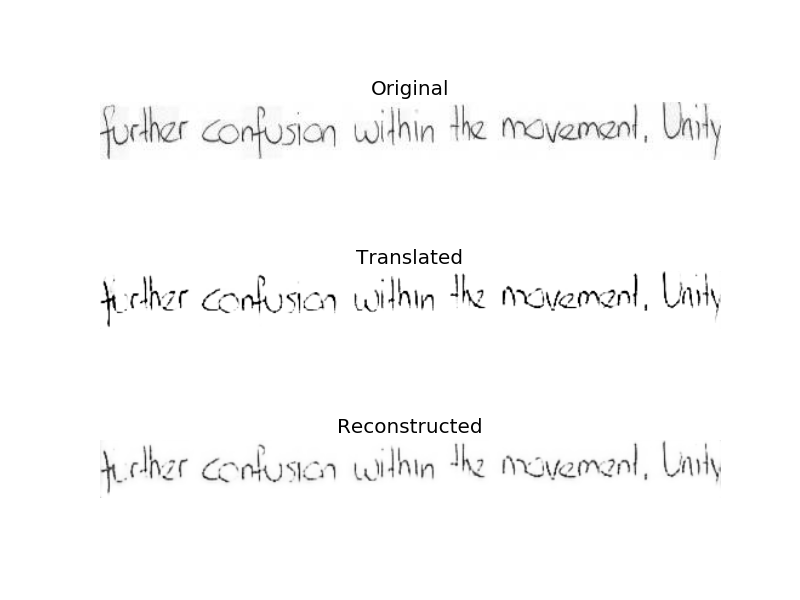 Original
further confusion within the movement. Unity
Translated
further confusion within the movement. Unity
Reconstructed
further confusion within the movement. Unity